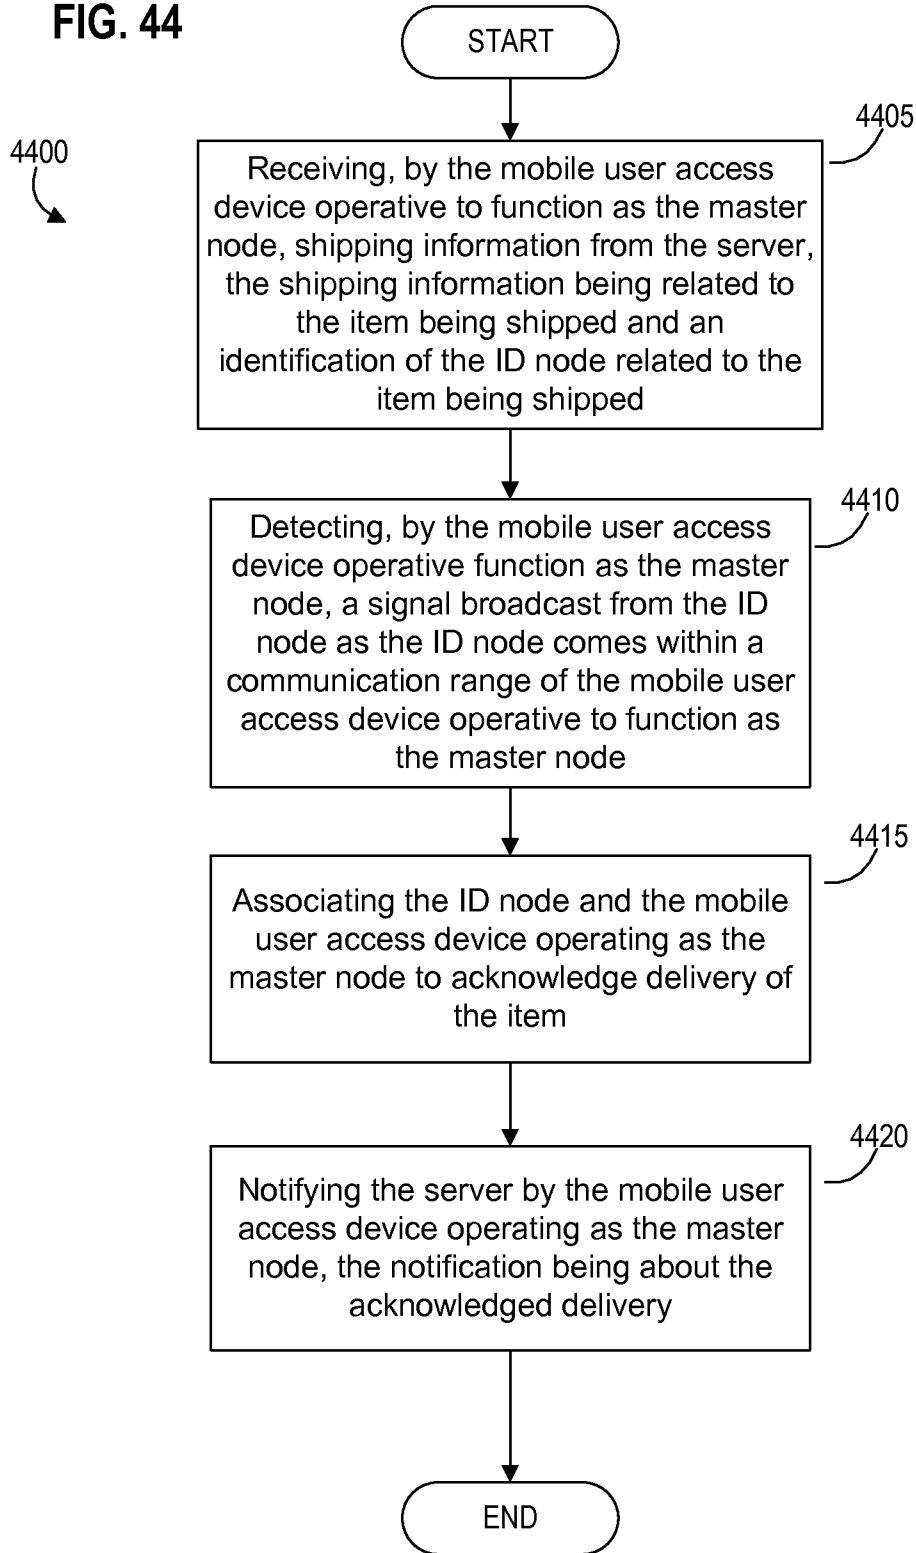 FIG. 44
START
4400
4405
Receiving, by the mobile user access
device operative to function as the master
node, shipping information from the server,
the shipping information being related to
the item being shipped and an
identification of the ID node related to the
item being shipped
4410
Detecting, by the mobile user access
device operative function as the master
node, a signal broadcast from the ID
node as the ID node comes within a
communication range of the mobile user
access device operative to function as
the master node
4415
Associating the ID node and the mobile
user access device operating as the
master node to acknowledge delivery of
the item
4420
Notifying the server by the mobile user
access device operating as the master
node, the notification being about the
acknowledged delivery
END